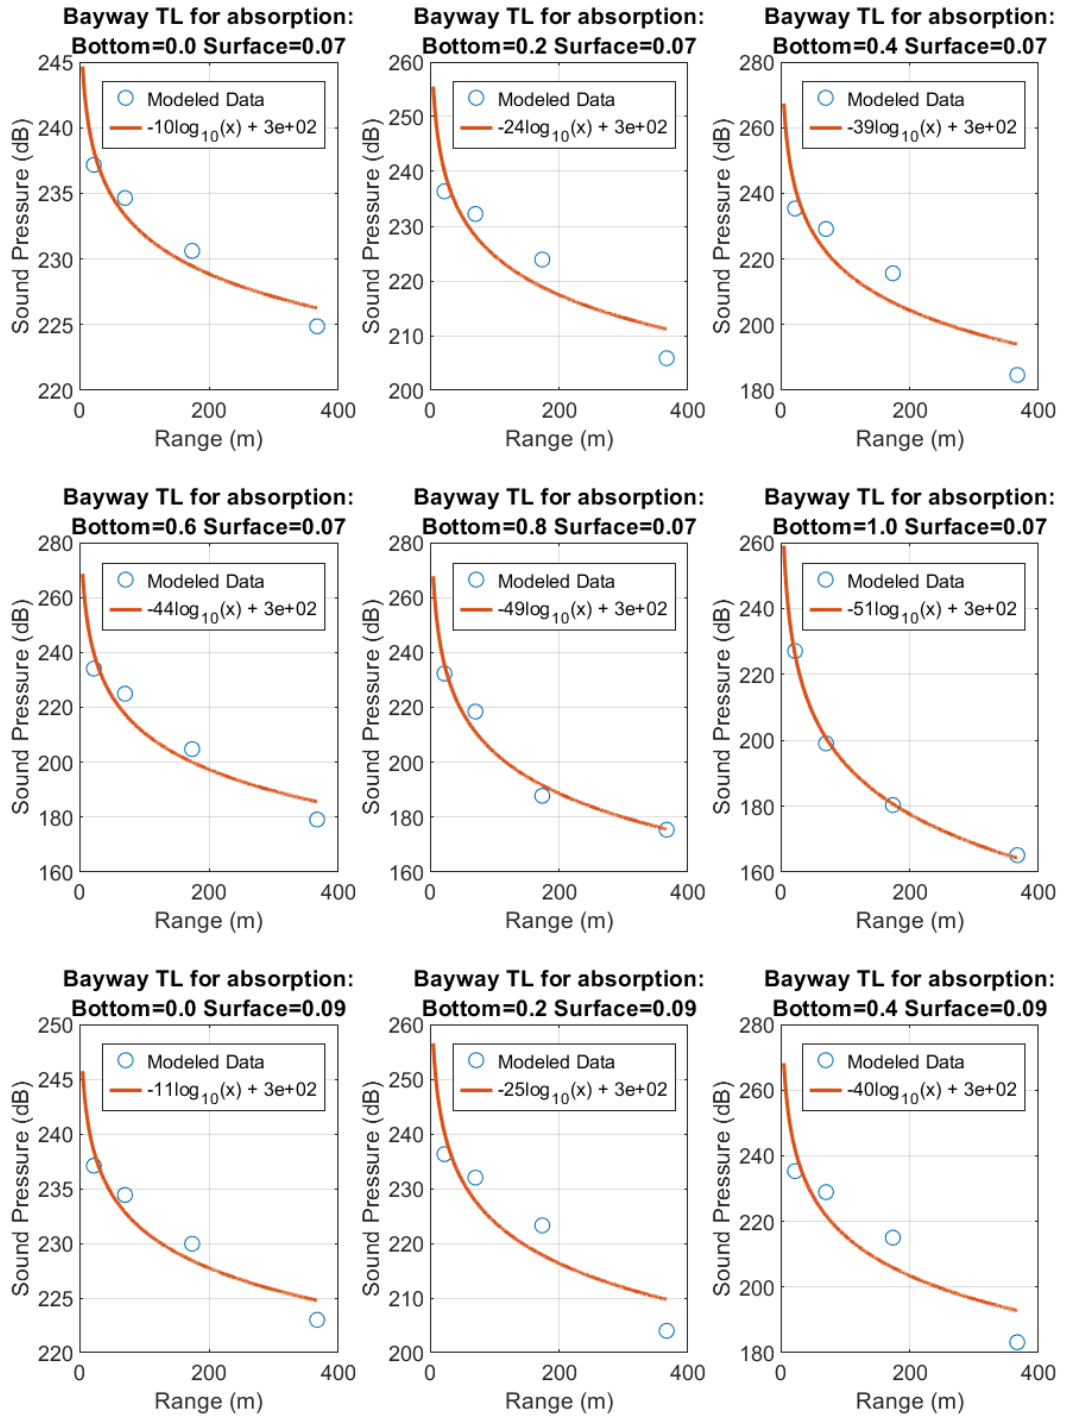 Bayway TL for absorption:
Bottom=0.0 Surface=0.07
245
240
235
230
225
220
Sound Pressure (dB)
Modeled Data
-10log10(x) + 3e+02
0
200
400
Range (m)
Bayway TL for absorption:
Bottom=0.2 Surface=0.07
260
250
240
230
220
210
200
Sound Pressure (dB)
Modeled Data
-24log10(x) + 3e+02
0
200
400
Range (m)
Bayway TL for absorption:
Bottom=0.4 Surface=0.07
280
260
240
220
200
180
Sound Pressure (dB)
Modeled Data
-39log10(x) + 3e+02
0
200
400
Range (m)
Bayway TL for absorption:
Bottom=0.6 Surface=0.07
280
260
240
220
200
180
160
Sound Pressure (dB)
Modeled Data
-44log10(x) + 3e+02
0
200
400
Range (m)
Bayway TL for absorption:
Bottom=0.8 Surface=0.07
280
260
240
220
200
180
160
Sound Pressure (dB)
Modeled Data
-49log10(x) + 3e+02
0
200
400
Range (m)
Bayway TL for absorption:
Bottom=1.0 Surface=0.07
260
240
220
200
180
160
Sound Pressure (dB)
Modeled Data
-51log10(x) + 3e+02
0
200
400
Range (m)
Bayway TL for absorption:
Bottom=0.0 Surface=0.09
250
245
240
235
230
225
220
Sound Pressure (dB)
Modeled Data
-11log10(x) + 3e+02
0
200
400
Range (m)
Bayway TL for absorption:
Bottom=0.2 Surface=0.09
260
250
240
230
220
210
200
Sound Pressure (dB)
Modeled Data
-25log10(x) + 3e+02
0
200
400
Range (m)
Bayway TL for absorption:
Bottom=0.4 Surface=0.09
280
260
240
220
200
180
Sound Pressure (dB)
Modeled Data
-40log10(x) + 3e+02
0
200
400
Range (m)